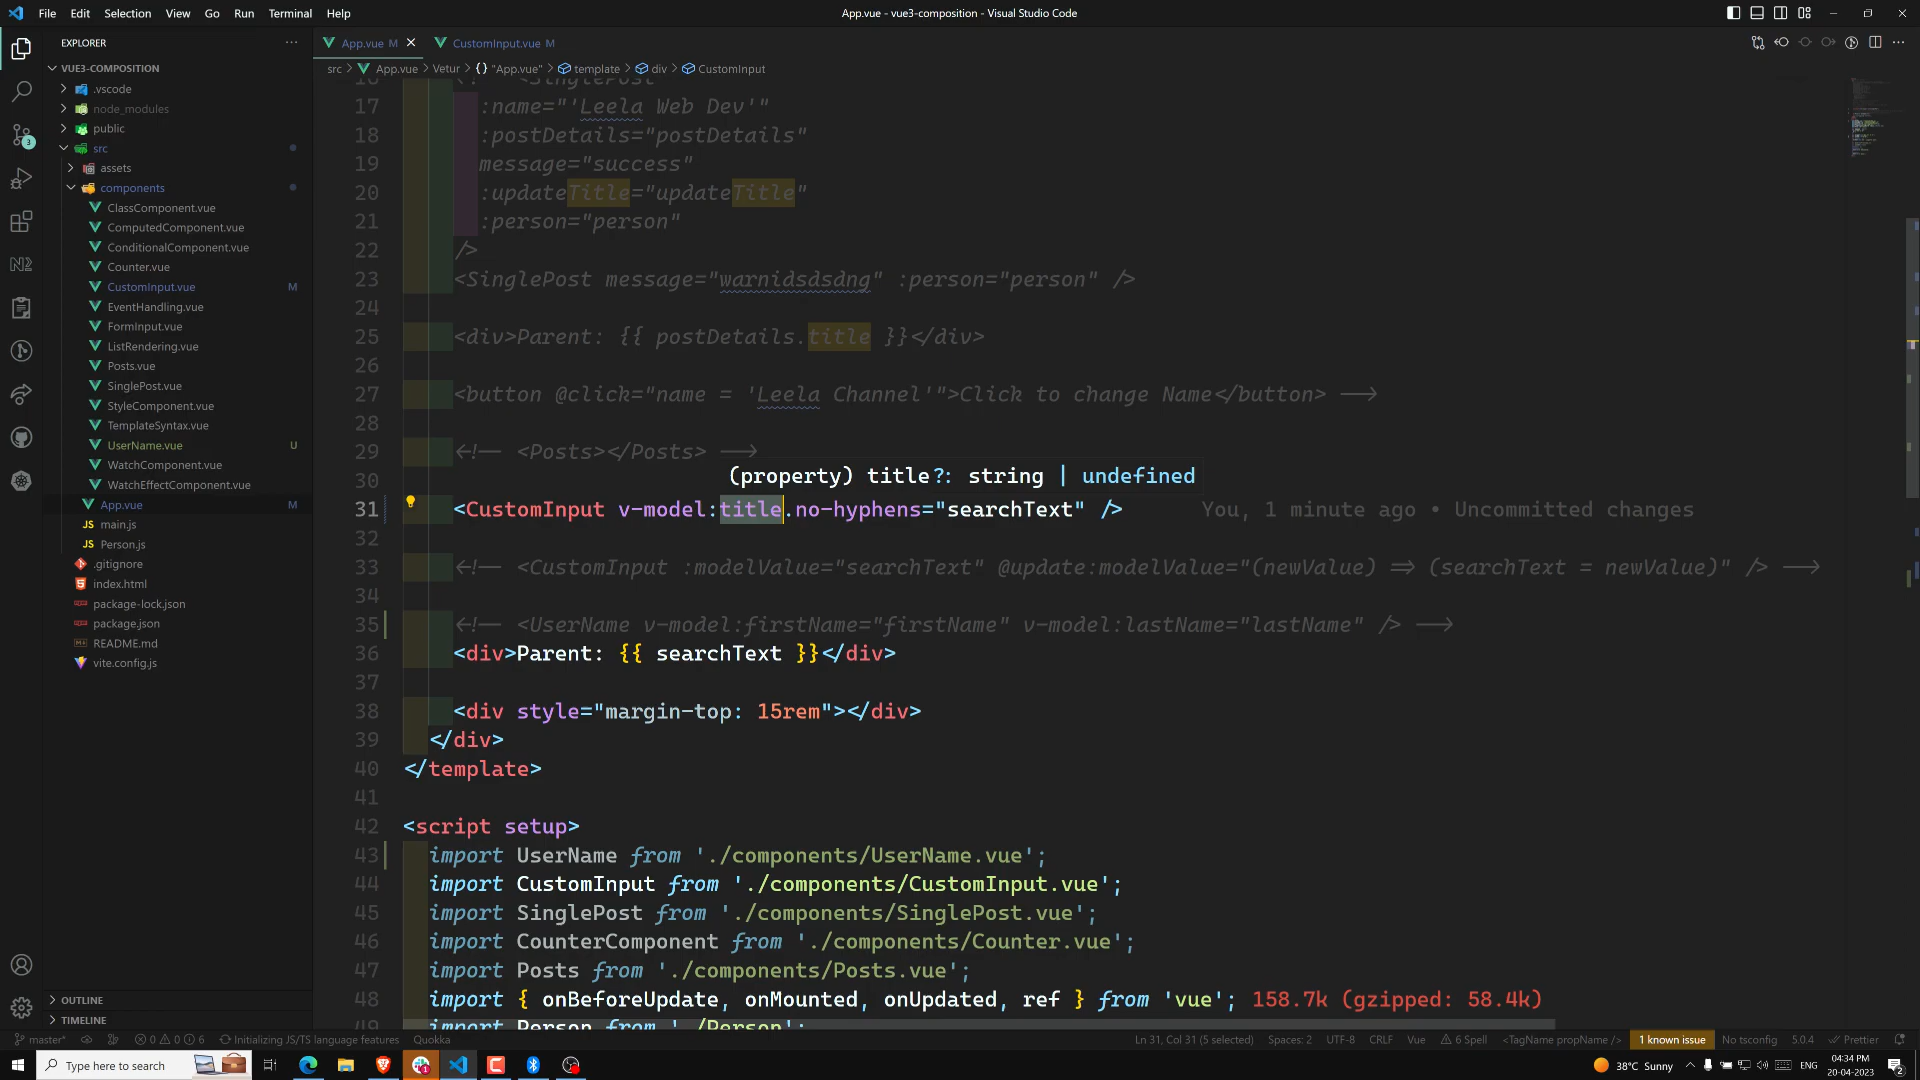 File Edit Selection View Go Run Terminal Help
App.vue - vue3-composition - Visual Studio Code
EXPLORER
App.vue M
CustomInput.vue M
VUE3-COMPOSITION
src > App.vue > Vetur > {} "App.vue" > template > div > CustomInput
.vscode
node_modules
public
src
assets
components
ClassComponent.vue
ComputedComponent.vue
ConditionalComponent.vue
Counter.vue
CustomInput.vue M
EventHandling.vue
FormInput.vue
ListRendering.vue
Posts.vue
SinglePost.vue
StyleComponent.vue
TemplateSyntax.vue
UserName.vue U
WatchComponent.vue
WatchEffectComponent.vue
App.vue M
main.js
Person.js
.gitignore
index.html
package-lock.json
package.json
README.md
vite.config.js
OUTLINE
TIMELINE
16 <!-- <SinglePost
17 :name="'Leela Web Dev'"
18 :postDetails="postDetails"
19 message="success"
20 :updateTitle="updateTitle"
21 :person="person"
22 />
23 <SinglePost message="warnidsdsdng" :person="person" />
24
25 <div>Parent: {{ postDetails.title }}</div>
26
27 <button @click="name = 'Leela Channel'">Click to change Name</button> -->
28
29 <!-- <Posts></Posts> -->
(property) title?: string | undefined
30
31 <CustomInput v-model:title.no-hyphens="searchText" /> You, 1 minute ago • Uncommitted changes
32
33 <!-- <CustomInput :modelValue="searchText" @update:modelValue="(newValue) => (searchText = newValue)" /> -->
34
35 <!-- <UserName v-model:firstName="firstName" v-model:lastName="lastName" /> -->
36 <div>Parent: {{ searchText }}</div>
37
38 <div style="margin-top: 15rem"></div>
39 </div>
40 </template>
41
42 <script setup>
43 import UserName from './components/UserName.vue';
44 import CustomInput from './components/CustomInput.vue';
45 import SinglePost from './components/SinglePost.vue';
46 import CounterComponent from './components/Counter.vue';
47 import Posts from './components/Posts.vue';
48 import { onBeforeUpdate, onMounted, onUpdated, ref } from 'vue'; 158.7k (gzipped: 58.4k)
49 import Person from './Person';
master* 0 0 6 Initializing JS/TS language features Quokka Ln 31, Col 31 (5 selected) Spaces: 2 UTF-8 CRLF Vue 6 Spell <TagName propName /> 1 known issue No tsconfig 5.0.4 Prettier
Type here to search
38°C Sunny
ENG
04:34 PM
20-04-2023
2